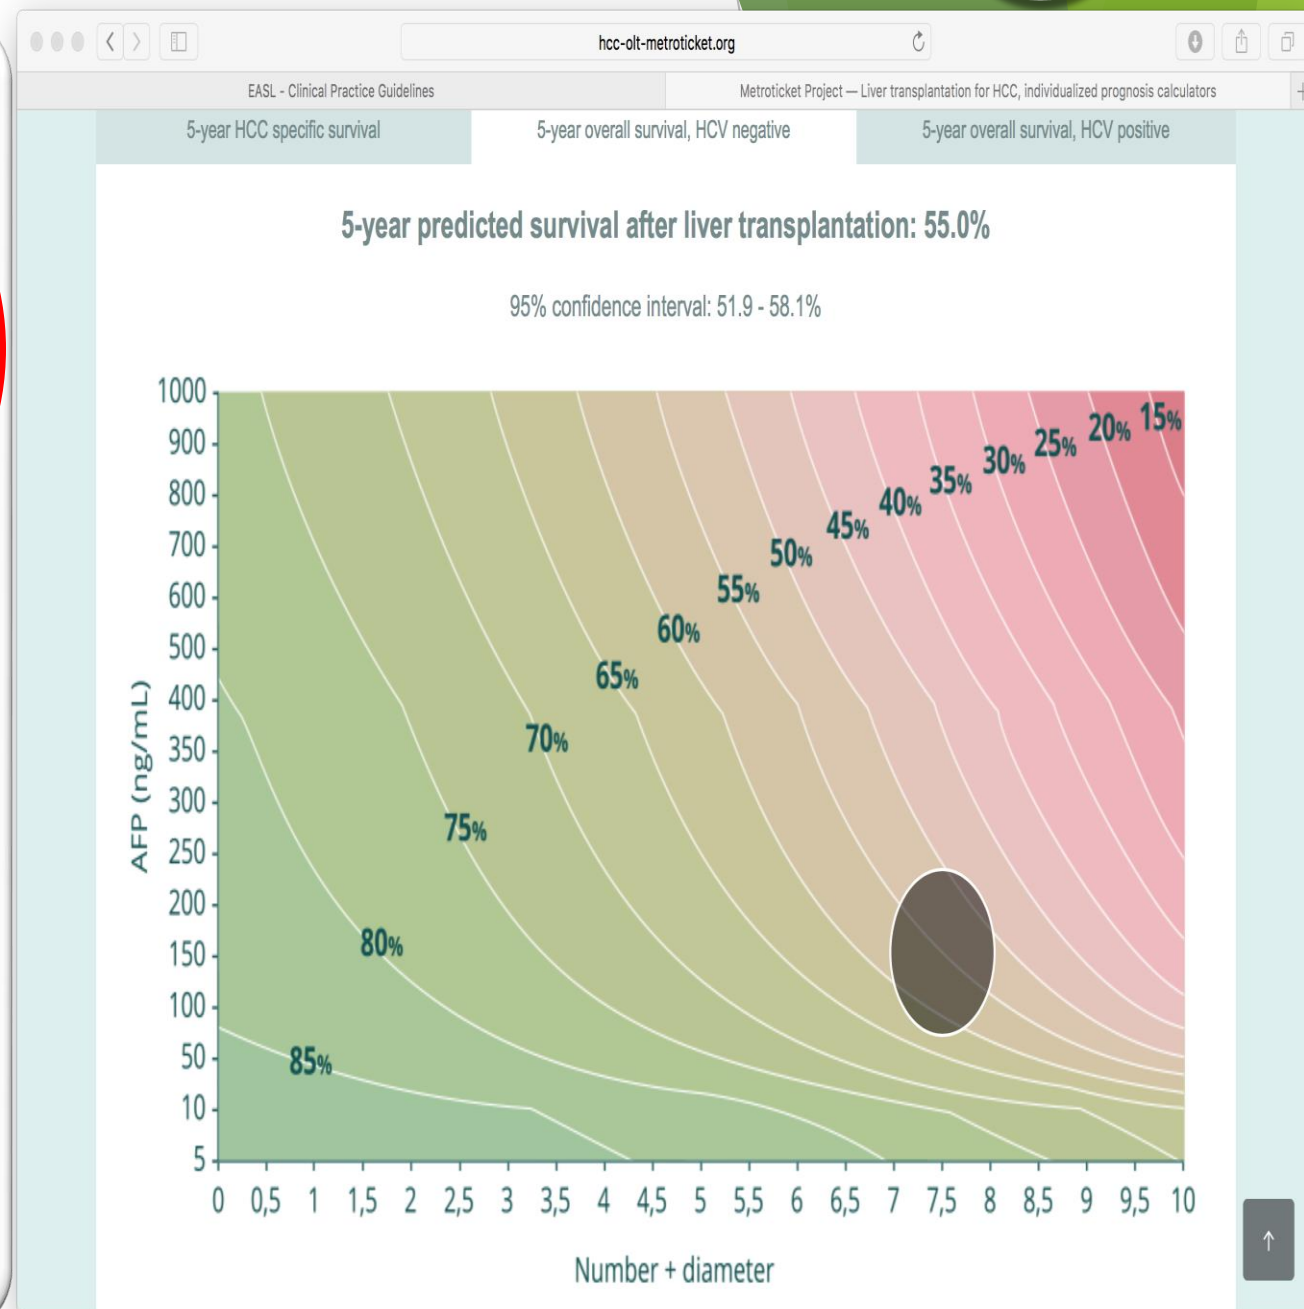 hcc-olt-metroticket.org
EASL - Clinical Practice Guidelines
Metroticket Project — Liver transplantation for HCC, individualized prognosis calculators
5-year HCC specific survival
5-year overall survival, HCV negative
5-year overall survival, HCV positive
5-year predicted survival after liver transplantation: 55.0%
95% confidence interval: 51.9 - 58.1%
1000
900
800
700
600
500
400
350
300
250
200
150
100
50
10
5
AFP (ng/mL)
15%
20%
25%
30%
35%
40%
45%
50%
55%
60%
65%
70%
75%
80%
85%
0 0,5 1 1,5 2 2,5 3 3,5 4 4,5 5 5,5 6 6,5 7 7,5 8 8,5 9 9,5 10
Number + diameter